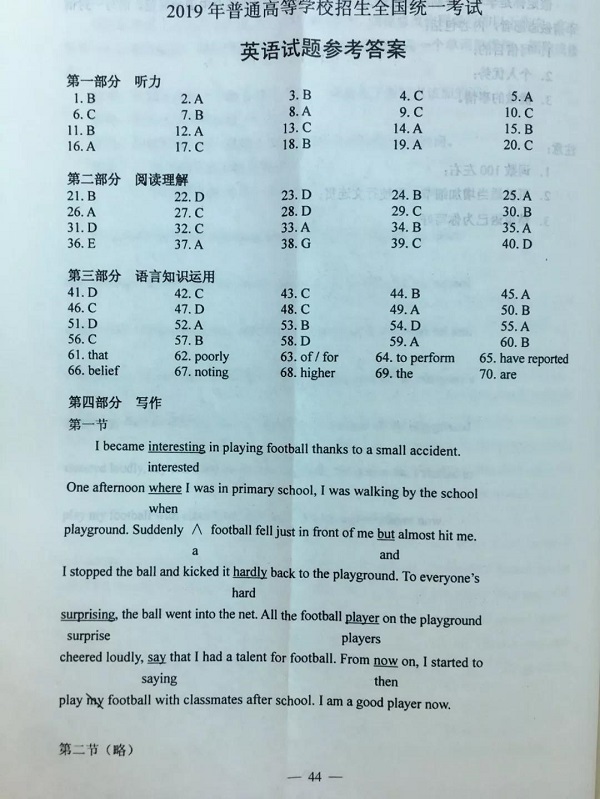 2019年普通高等学校招生全国统一考试
英语试题参考答案
第一部分 听力
1. B 2. A 3. B 4. C 5. A
6. C 7. B 8. A 9. C 10. C
11. B 12. A 13. C 14. A 15. B
16. A 17. C 18. B 19. A 20. C
第二部分 阅读理解
21. B 22. D 23. D 24. B 25. A
26. A 27. C 28. D 29. C 30. B
31. D 32. C 33. A 34. B 35. A
36. E 37. A 38. G 39. C 40. D
第三部分 语言知识运用
41. D 42. C 43. C 44. B 45. A
46. C 47. D 48. C 49. A 50. B
51. D 52. A 53. B 54. D 55. A
56. C 57. B 58. D 59. A 60. B
61. that 62. poorly 63. of / for 64. to perform 65. have reported
66. belief 67. noting 68. higher 69. the 70. are
第四部分 写作
第一节
I became interesting in playing football thanks to a small accident.
interested
One afternoon where I was in primary school, I was walking by the school
when
playground. Suddenly ∧ football fell just in front of me but almost hit me.
a and
I stopped the ball and kicked it hardly back to the playground. To everyone's
hard
surprising, the ball went into the net. All the football player on the playground
surprise players
cheered loudly, say that I had a talent for football. From now on, I started to
saying then
play my football with classmates after school. I am a good player now.
第二节（略）
— 44 —